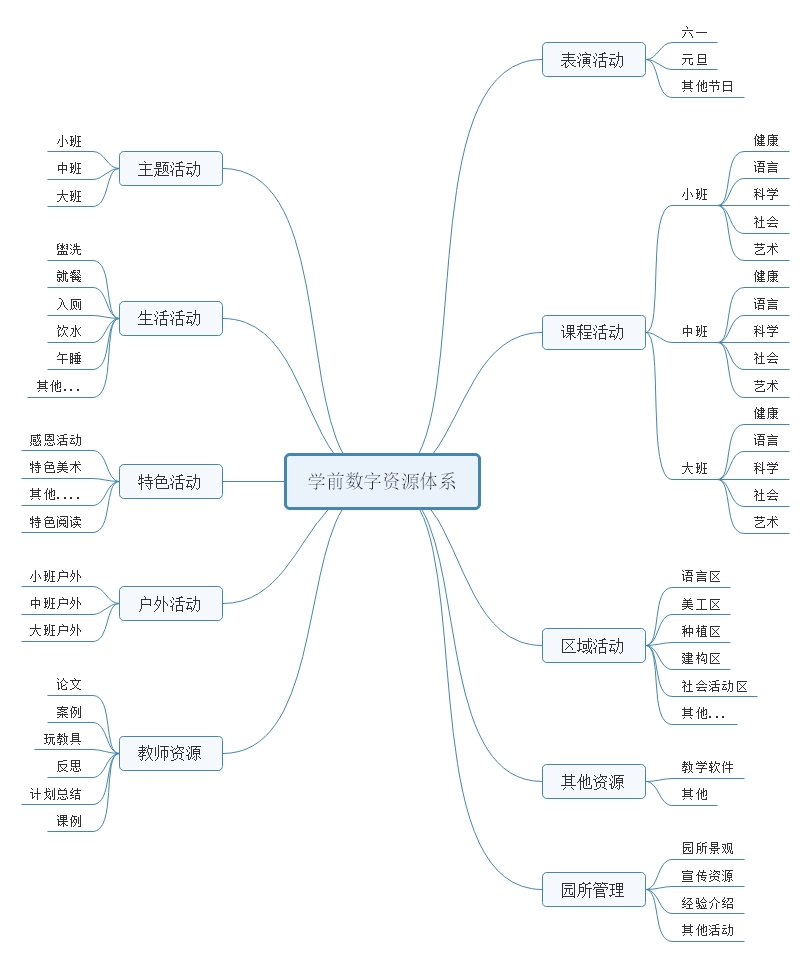 学前数字资源体系
表演活动
六一
元旦
其他节日
课程活动
小班
健康
语言
科学
社会
艺术
中班
健康
语言
科学
社会
艺术
大班
健康
语言
科学
社会
艺术
区域活动
语言区
美工区
种植区
建构区
社会活动区
其他...
其他资源
教学软件
其他
园所管理
园所景观
宣传资源
经验介绍
其他活动
主题活动
小班
中班
大班
生活活动
盥洗
就餐
入厕
饮水
午睡
其他...
特色活动
感恩活动
特色美术
其他....
特色阅读
户外活动
小班户外
中班户外
大班户外
教师资源
论文
案例
玩教具
反思
计划总结
课例